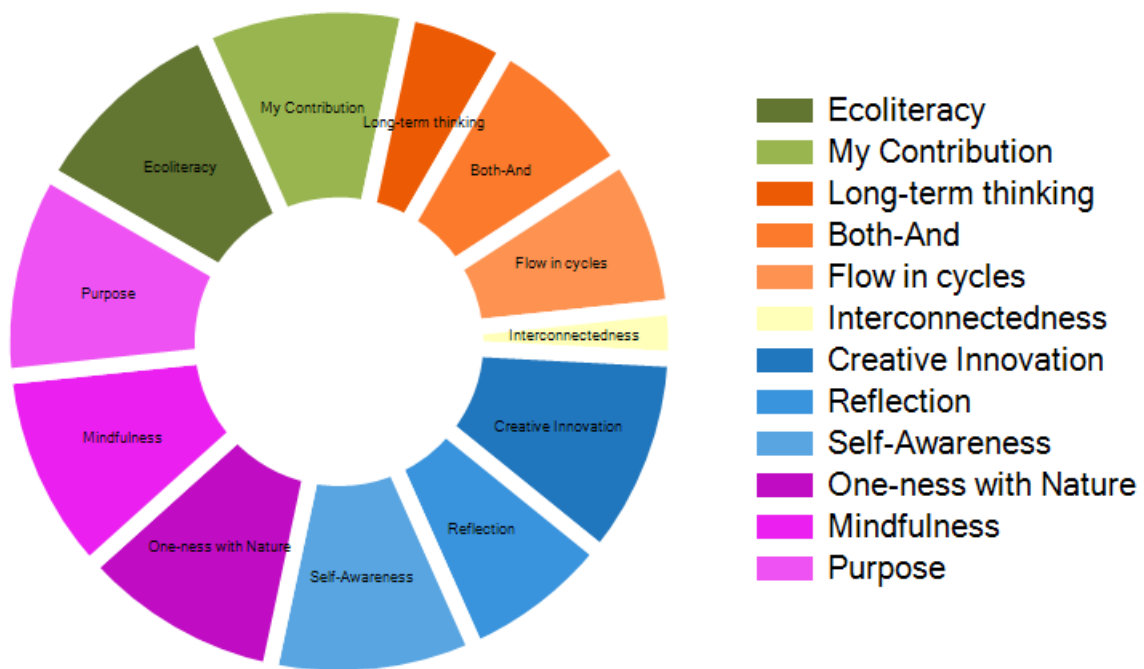 My Contribution
Long-term thinking
Both-And
Ecoliteracy
Flow in cycles
Purpose
Interconnectedness
Creative Innovation
Mindfulness
Reflection
One-ness with Nature
Self-Awareness
Ecoliteracy
My Contribution
Long-term thinking
Both-And
Flow in cycles
Interconnectedness
Creative Innovation
Reflection
Self-Awareness
One-ness with Nature
Mindfulness
Purpose